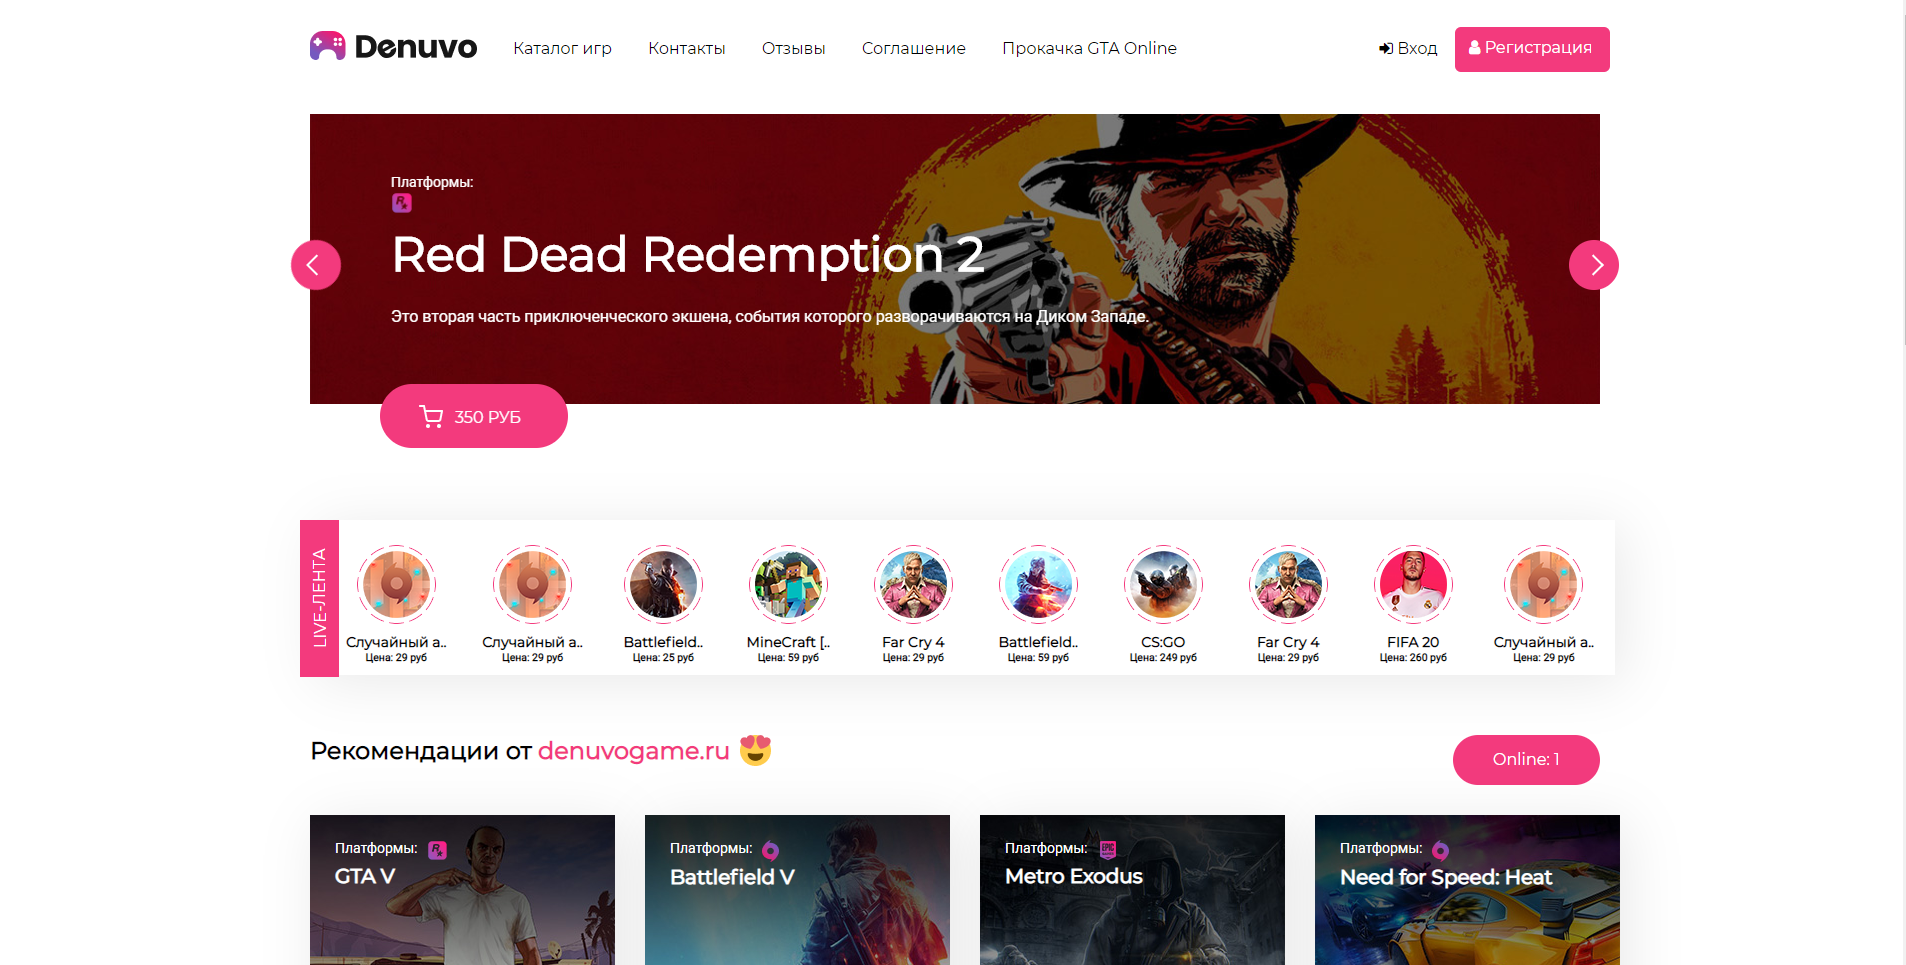 Denuvo
Каталог игр
Контакты
Отзывы
Соглашение
Прокачка GTA Online
Вход
Регистрация
Платформы:
Red Dead Redemption 2
Это вторая часть приключенческого экшена, события которого разворачиваются на Диком Западе.
350 РУБ
LIVE-ЛЕНТА
Случайный а..
Цена: 29 руб
Случайный а..
Цена: 29 руб
Battlefield..
Цена: 25 руб
MineCraft [..
Цена: 59 руб
Far Cry 4
Цена: 29 руб
Battlefield..
Цена: 59 руб
CS:GO
Цена: 249 руб
Far Cry 4
Цена: 29 руб
FIFA 20
Цена: 260 руб
Случайный а..
Цена: 29 руб
Рекомендации от denuvogame.ru
Online: 1
Платформы:
GTA V
Платформы:
Battlefield V
Платформы:
EPIC
Metro Exodus
Платформы:
Need for Speed: Heat